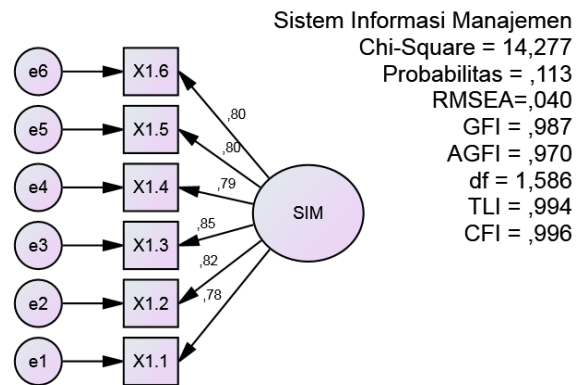 Sistem Informasi Manajemen
Chi-Square = 14,277
Probabilitas = ,113
RMSEA=,040
GFI = ,987
AGFI = ,970
df = 1,586
TLI = ,994
CFI = ,996
e6
X1.6
,80
e5
X1.5
,80
e4
X1.4
,79
SIM
e3
X1.3
,85
e2
X1.2
,82
e1
X1.1
,78